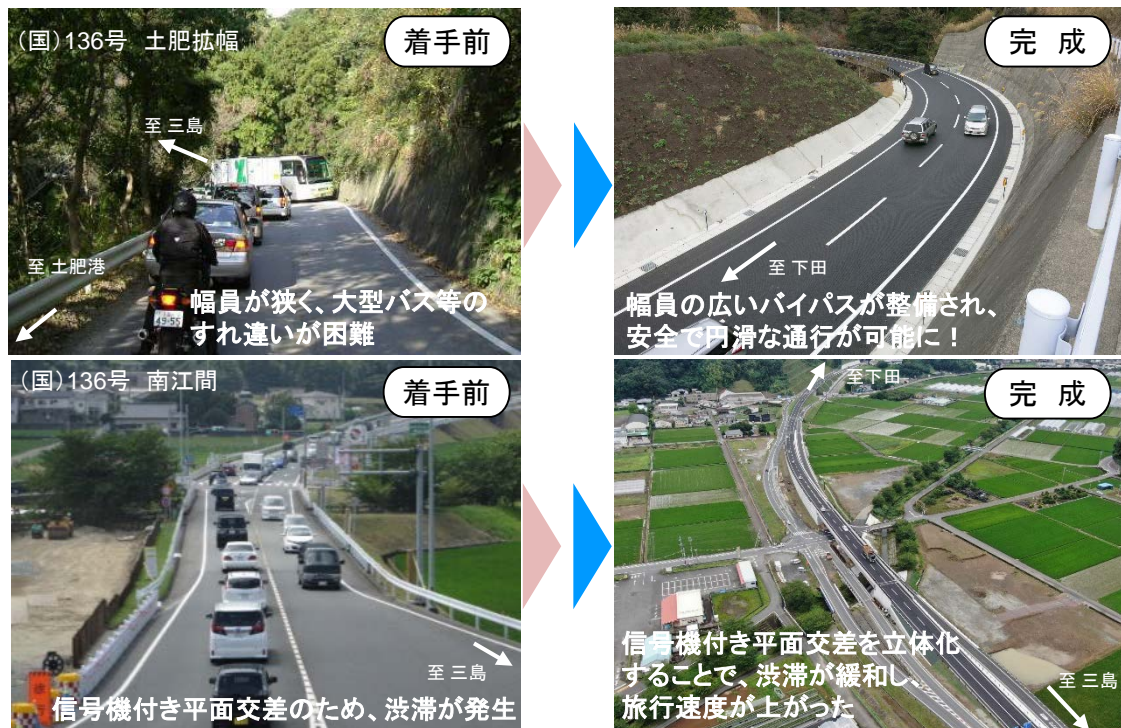 （国）136号 土肥拡幅
着手前
至 三島
至 土肥港
49-55
幅員が狭く、大型バス等の
すれ違いが困難
完 成
至 下田
幅員の広いバイパスが整備され、
安全で円滑な通行が可能に！
（国）136号 南江間
着手前
至 三島
信号機付き平面交差のため、渋滞が発生
至下田
完 成
信号機付き平面交差を立体化
することで、渋滞が緩和し、
旅行速度が上がった
至 三島